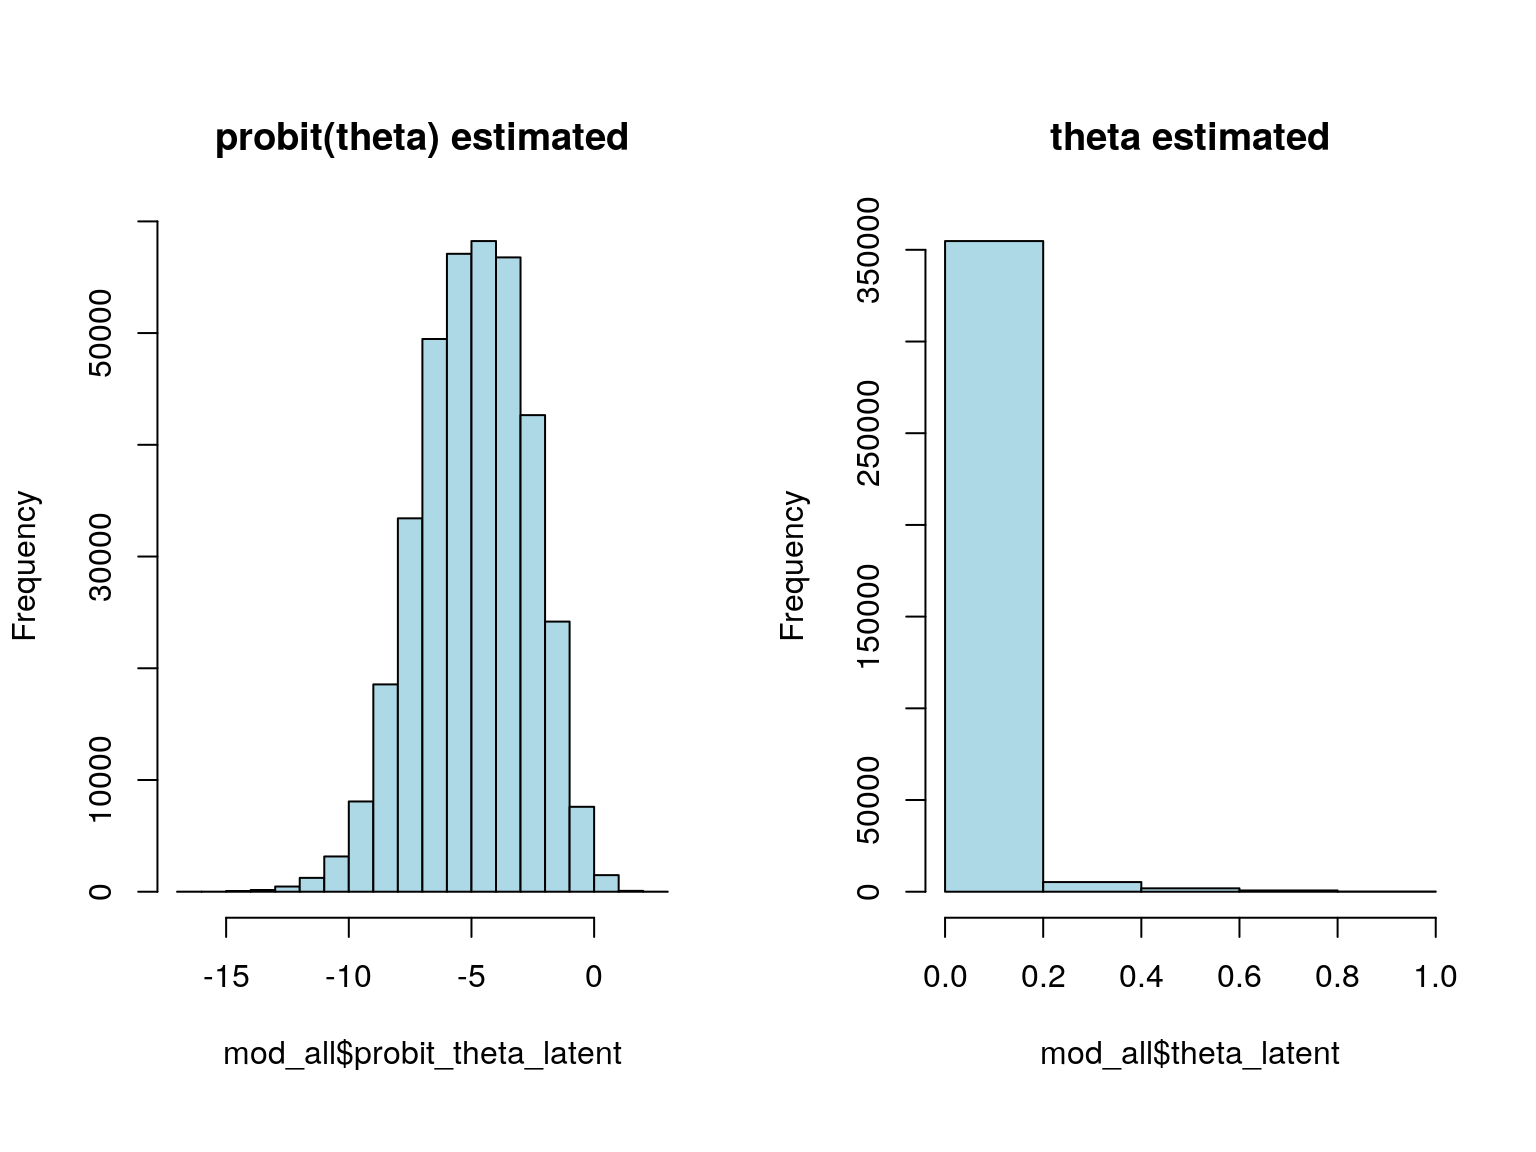 probit(theta) estimated
Frequency
0
10000
30000
50000
-15 -10 -5 0
mod_all$probit_theta_latent
theta estimated
Frequency
0
50000
150000
250000
350000
0.0 0.2 0.4 0.6 0.8 1.0
mod_all$theta_latent